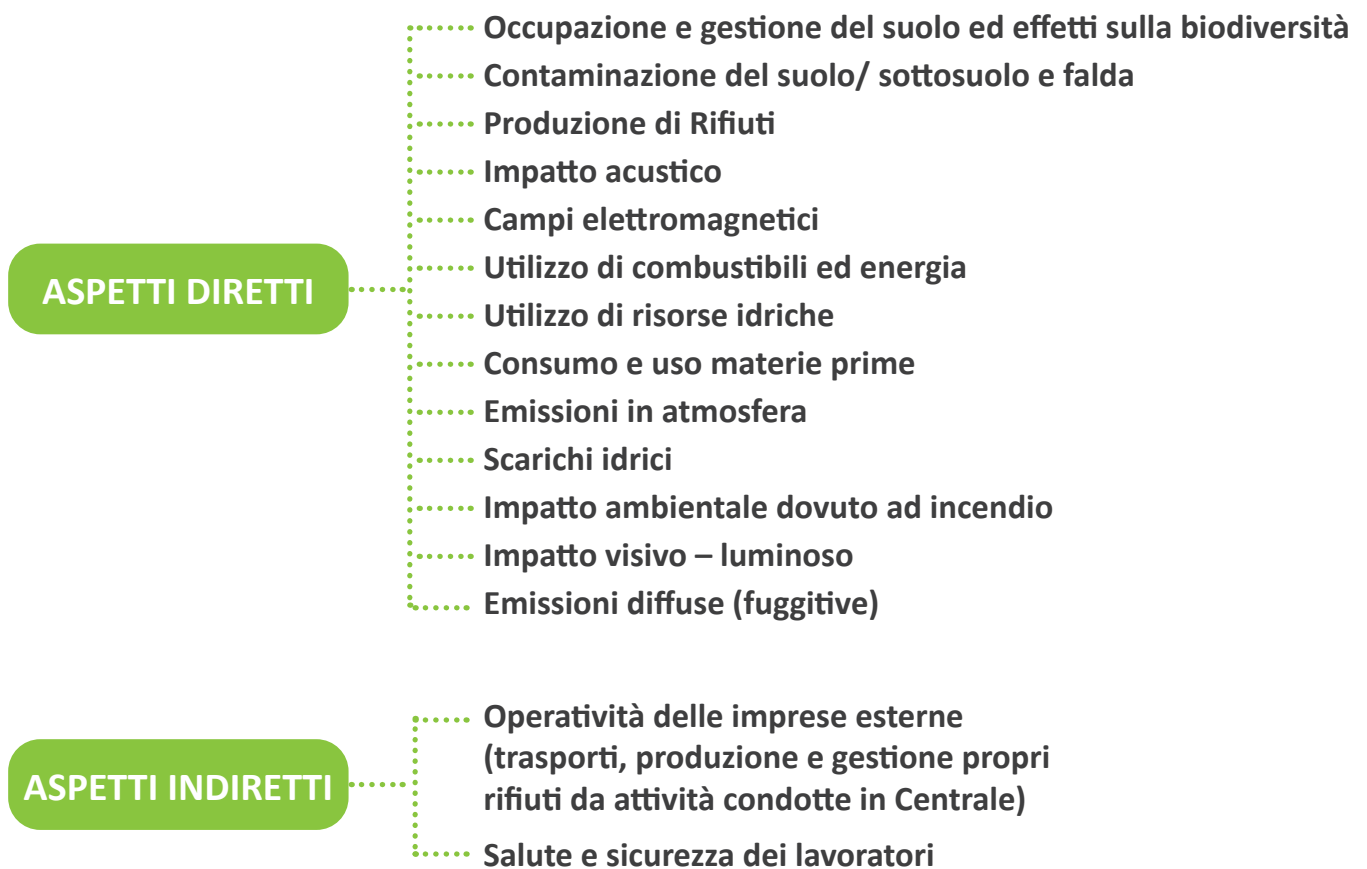 Occupazione e gestione del suolo ed effetti sulla biodiversità
Contaminazione del suolo/ sottosuolo e falda
Produzione di Rifiuti
Impatto acustico
Campi elettromagnetici
ASPETTI DIRETTI
Utilizzo di combustibili ed energia
Utilizzo di risorse idriche
Consumo e uso materie prime
Emissioni in atmosfera
Scarichi idrici
Impatto ambientale dovuto ad incendio
Impatto visivo – luminoso
Emissioni diffuse (fuggitive)
ASPETTI INDIRETTI
Operatività delle imprese esterne
(trasporti, produzione e gestione propri
rifiuti da attività condotte in Centrale)
Salute e sicurezza dei lavoratori